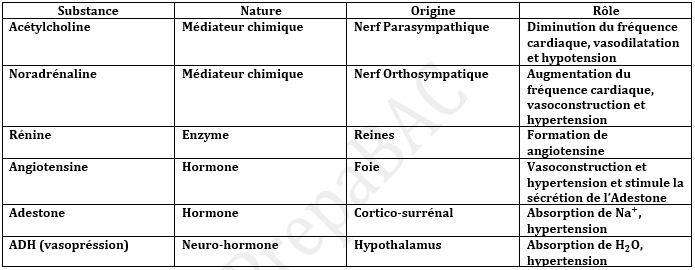 Substance Nature Origine Rôle
Acétylcholine Médiateur chimique Nerf Parasympathique Diminution du fréquence
cardiaque, vasodilatation
et hypotension
Noradrénaline Médiateur chimique Nerf Orthosympatique Augmentation du
fréquence cardiaque,
vasoconstruction et
hypertension
Rénine Enzyme Reines Formation de
angiotensine
Angiotensine Hormone Foie Vasoconstruction et
hypertension et stimule la
sécrétion de l'Adestone
Adestone Hormone Cortico-surrénal Absorption de Na⁺,
hypertension
ADH (vasopréssion) Neuro-hormone Hypothalamus Absorption de H₂O,
hypertension
PrepaBAC